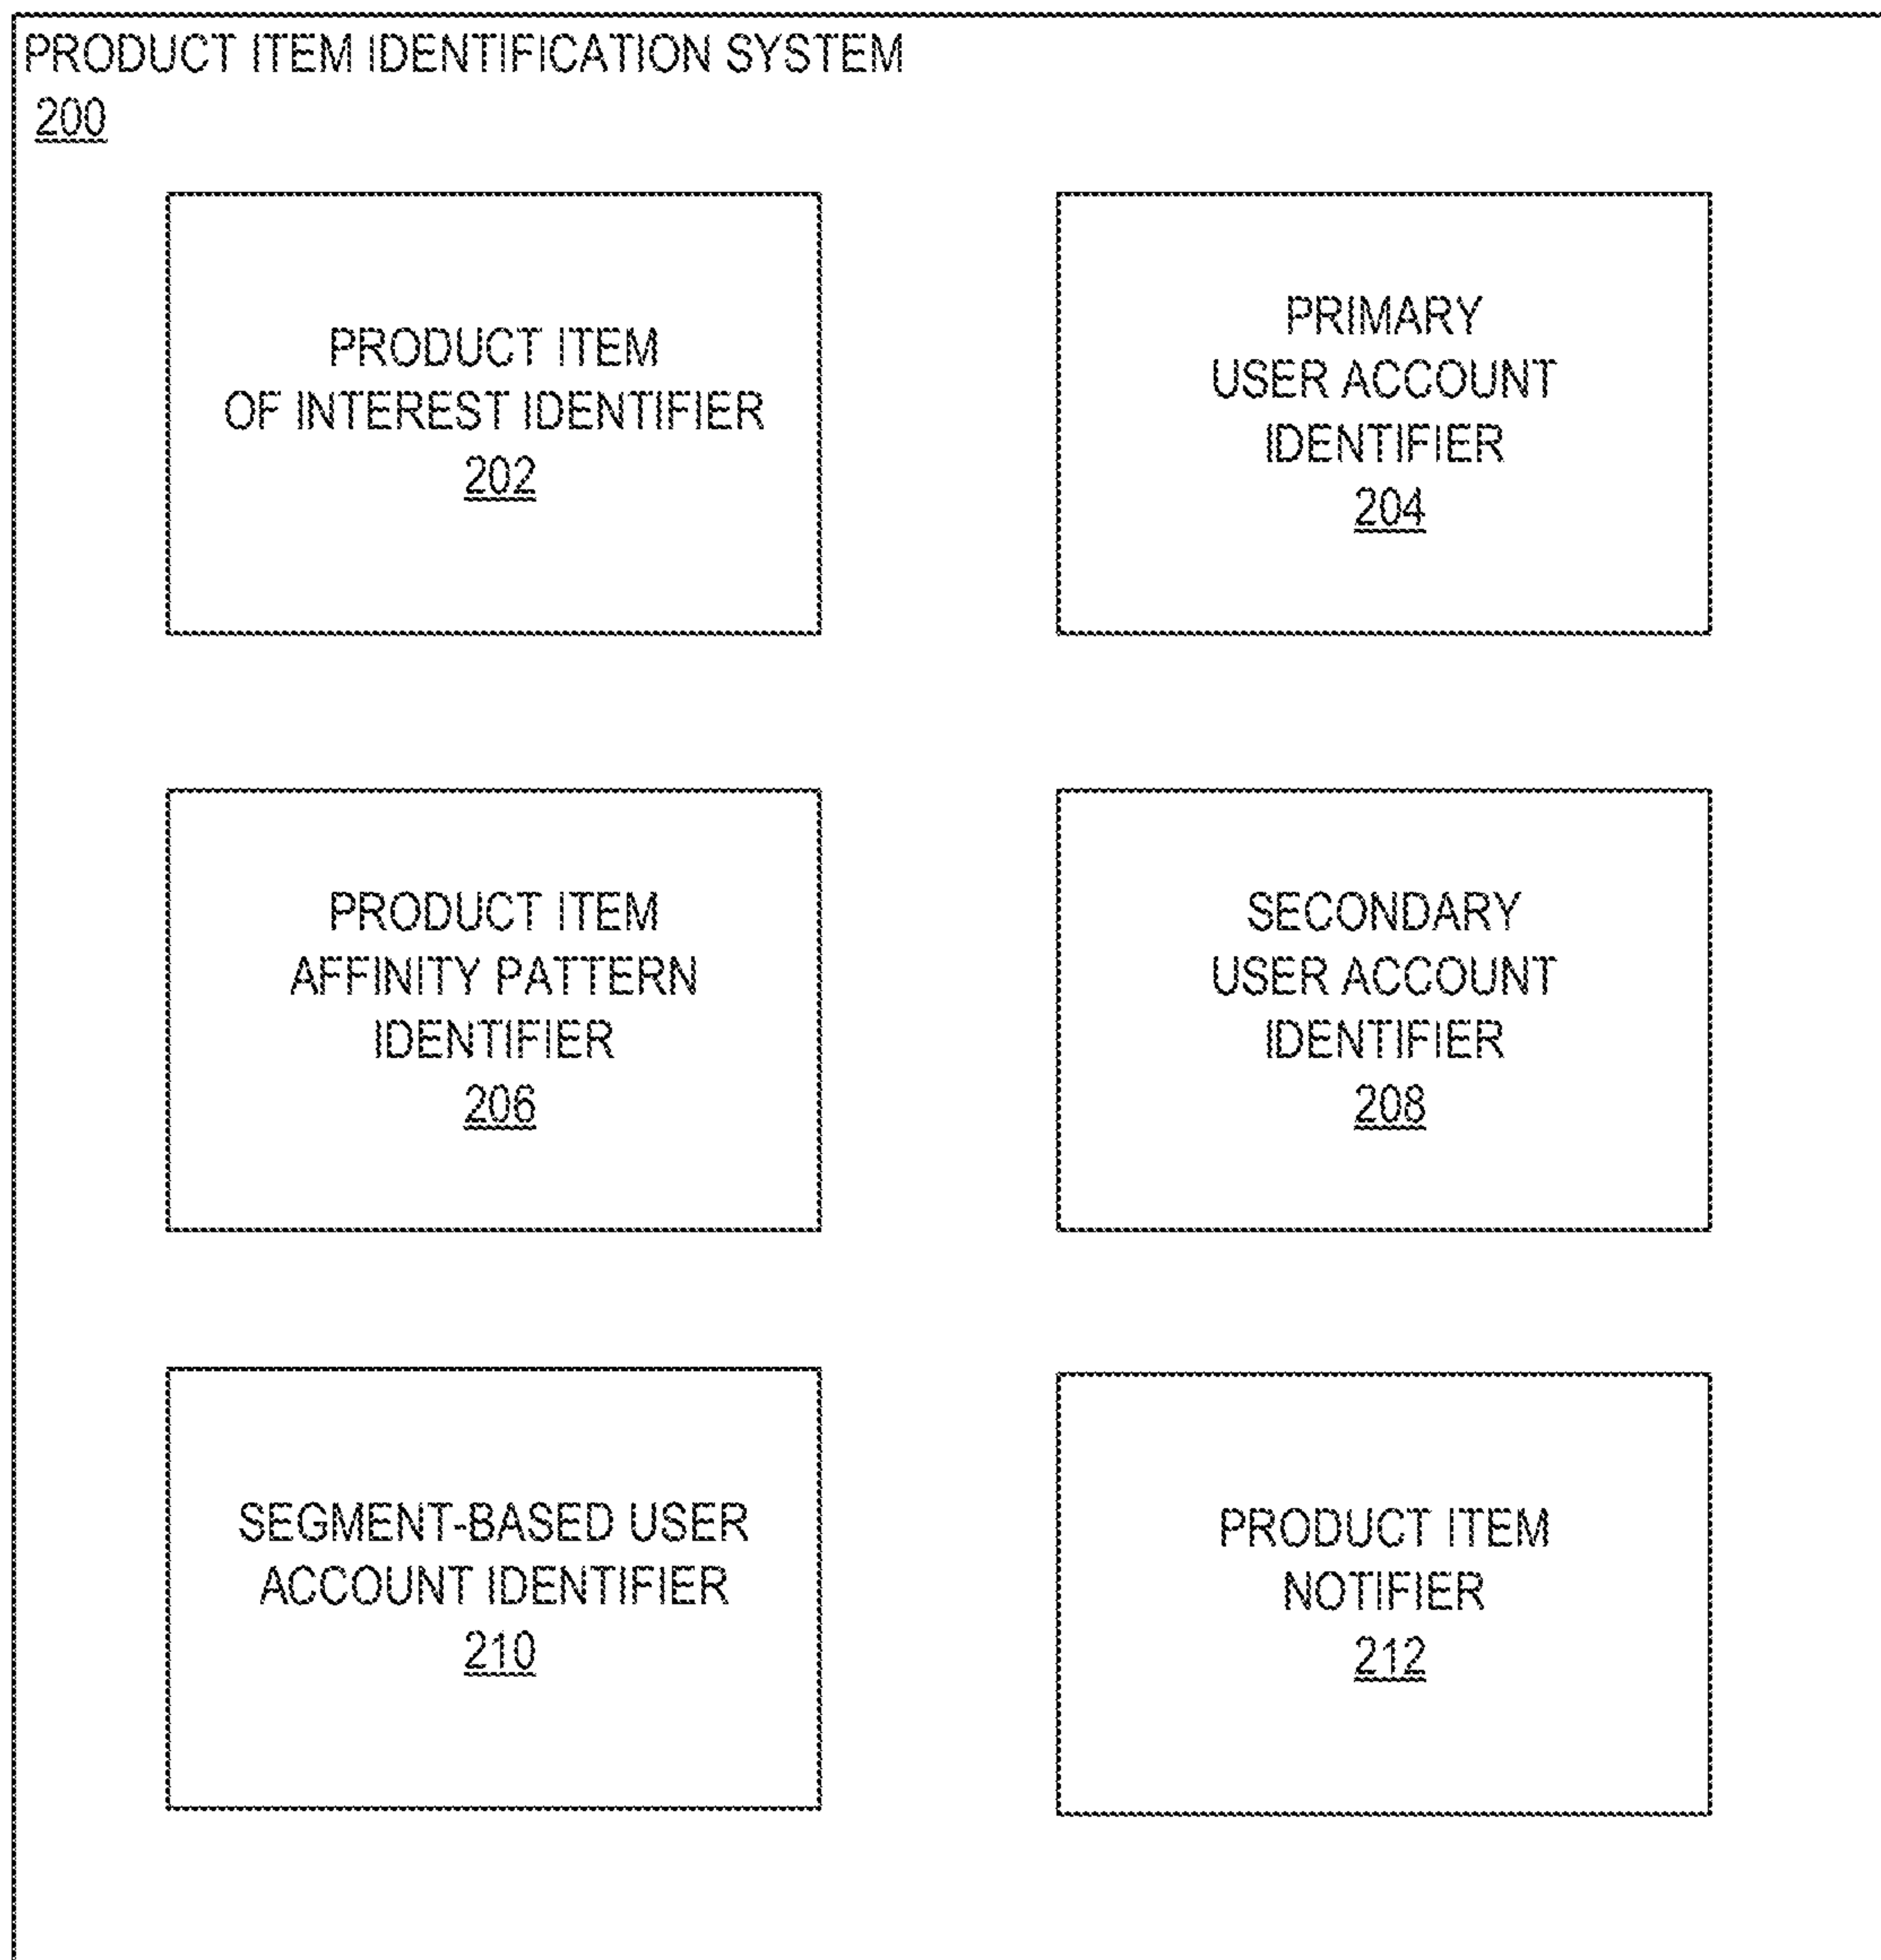 PRODUCT ITEM IDENTIFICATION SYSTEM
200
PRODUCT ITEM
OF INTEREST IDENTIFIER
202
PRIMARY
USER ACCOUNT
IDENTIFIER
204
PRODUCT ITEM
AFFINITY PATTERN
IDENTIFIER
206
SECONDARY
USER ACCOUNT
IDENTIFIER
208
SEGMENT-BASED USER
ACCOUNT IDENTIFIER
210
PRODUCT ITEM
NOTIFIER
212